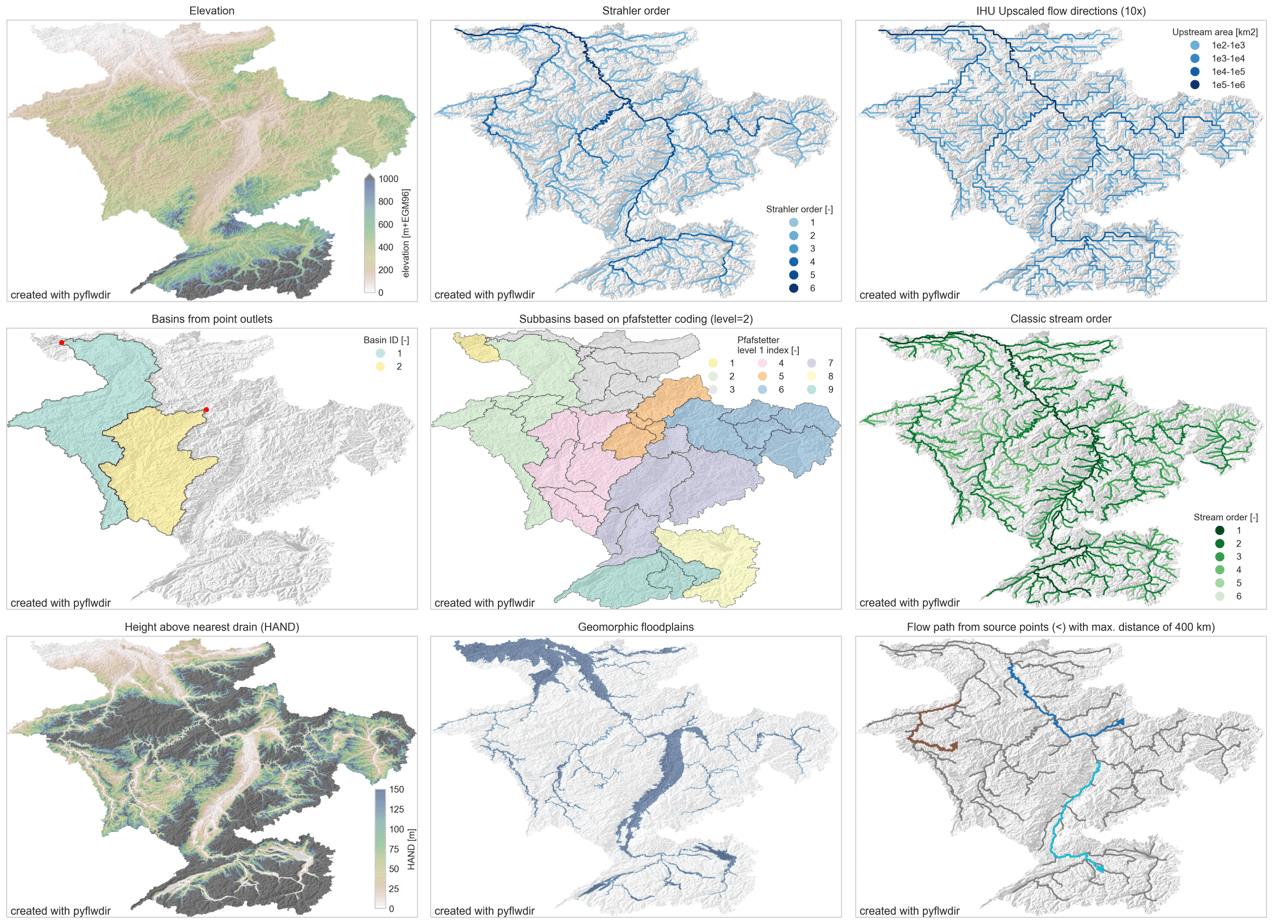 Elevation
1000
800
600
400
200
0
elevation [m+EGM96]
created with pyflwdir
Strahler order
Strahler order [-]
1
2
3
4
5
6
created with pyflwdir
IHU Upscaled flow directions (10x)
Upstream area [km2]
1e2-1e3
1e3-1e4
1e4-1e5
1e5-1e6
created with pyflwdir
Basins from point outlets
Basin ID [-]
1
2
created with pyflwdir
Subbasins based on pfafstetter coding (level=2)
Pfafstetter
level 1 index [-]
1 4 7
2 5 8
3 6 9
created with pyflwdir
Classic stream order
Stream order [-]
1
2
3
4
5
6
created with pyflwdir
Height above nearest drain (HAND)
150
125
100
75
50
25
0
HAND [m]
created with pyflwdir
Geomorphic floodplains
created with pyflwdir
Flow path from source points (<) with max. distance of 400 km)
created with pyflwdir